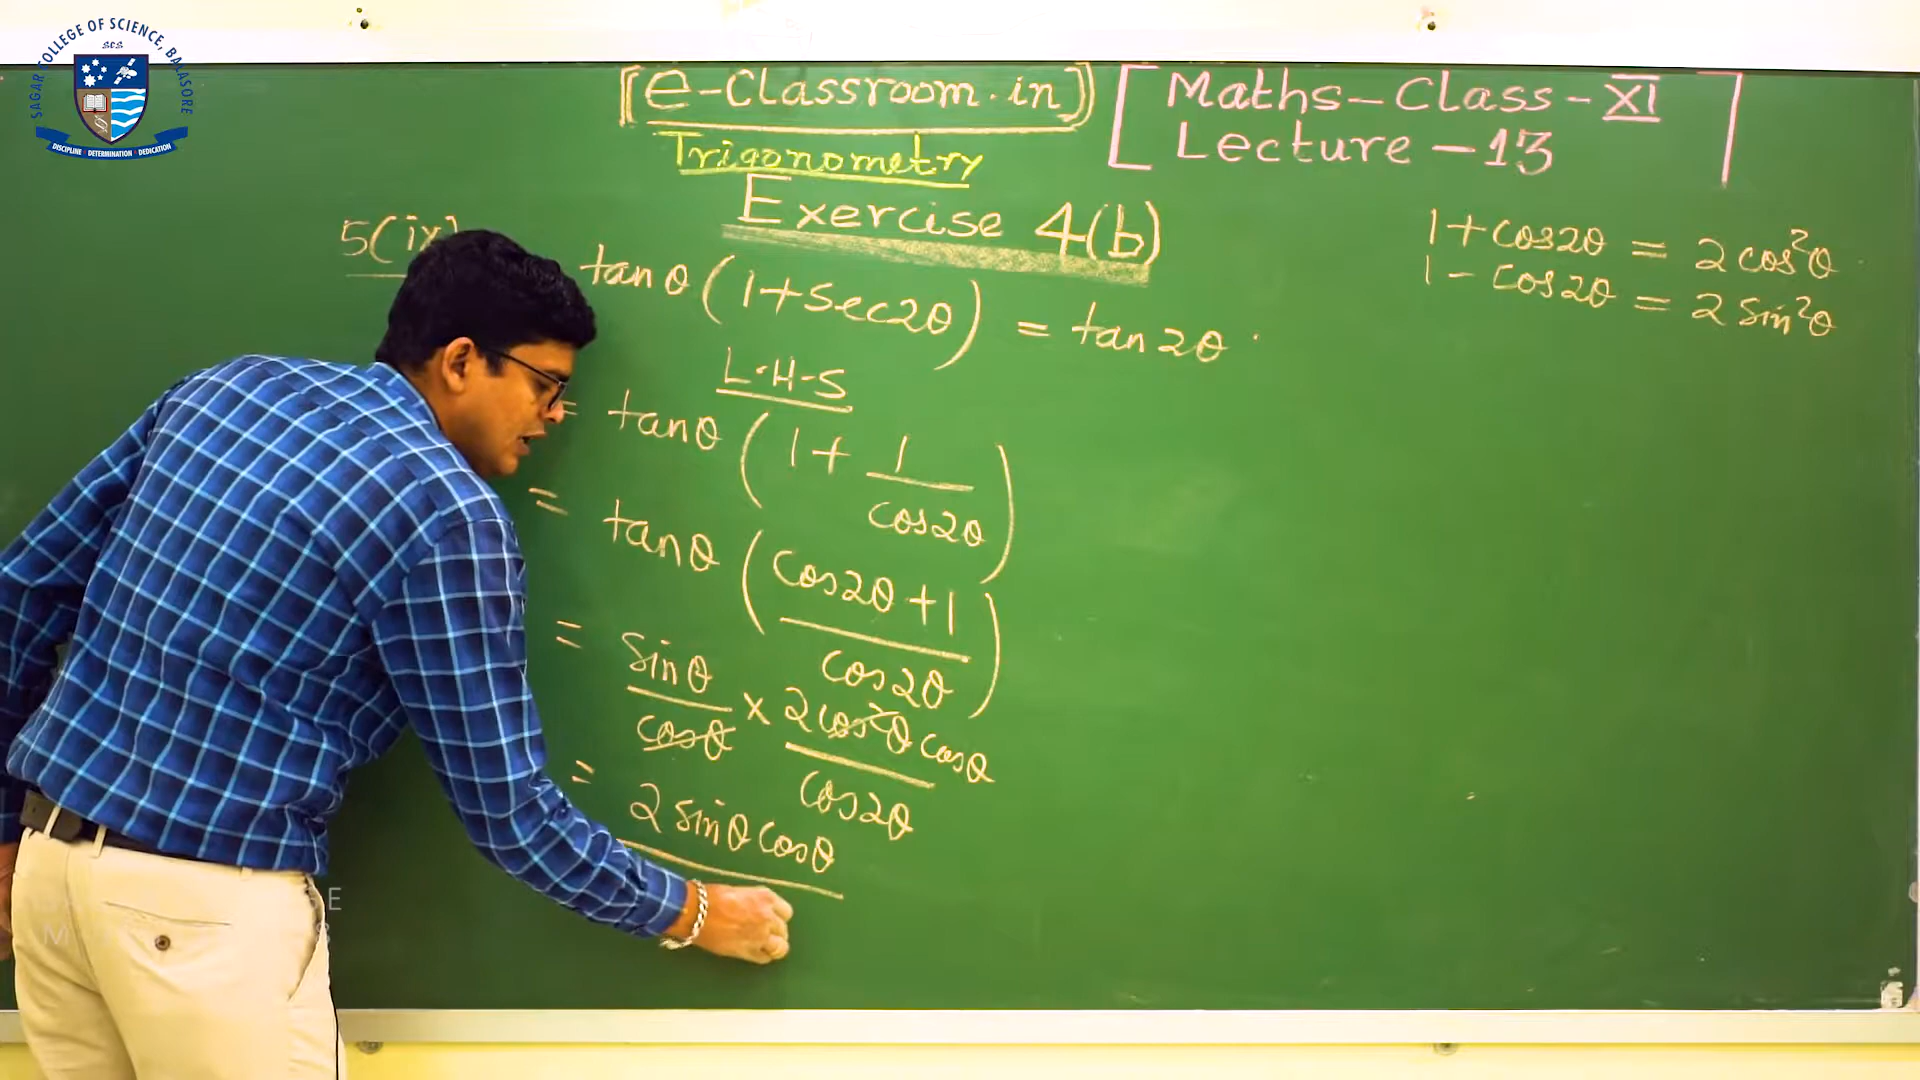 SAGAR COLLEGE OF SCIENCE, BALASORE
SCS
DISCIPLINE DETERMINATION DEDICATION
[e-Classroom.in]
[Maths-Class-XI
Lecture-13]
Trigonometry
Exercise 4(b)
1+cos2θ = 2cos²θ
1-cos2θ = 2sin²θ
5(ix)
tanθ(1+Sec2θ) = tan2θ.
L.H.S
= tanθ(1+1/cos2θ)
= tanθ(cos2θ+1/cos2θ)
= sinθ/cosθ × 2cos²θ cosθ/cos2θ
= 2sinθcosθ